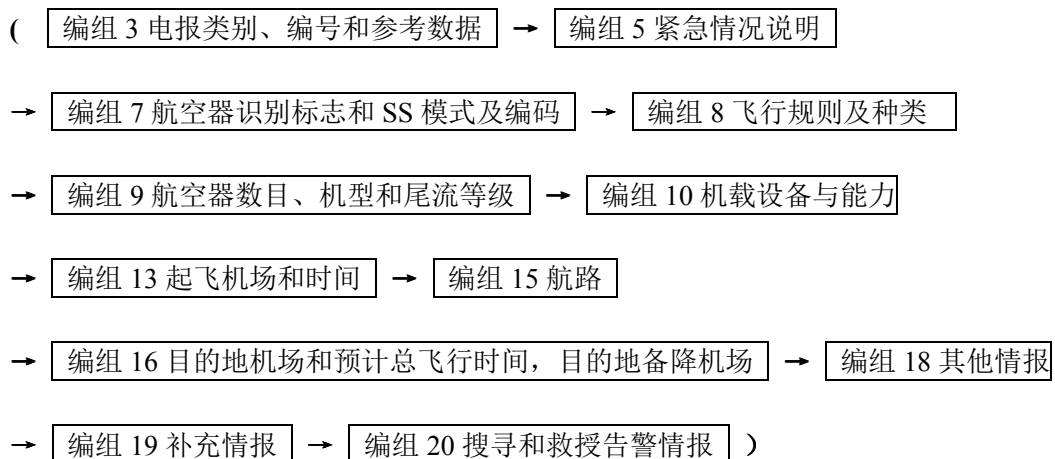 ( 编组 3 电报类别、编号和参考数据 → 编组 5 紧急情况说明
→ 编组 7 航空器识别标志和 SS 模式及编码 → 编组 8 飞行规则及种类
→ 编组 9 航空器数目、机型和尾流等级 → 编组 10 机载设备与能力
→ 编组 13 起飞机场和时间 → 编组 15 航路
→ 编组 16 目的地机场和预计总飞行时间，目的地备降机场 → 编组 18 其他情报
→ 编组 19 补充情报 → 编组 20 搜寻和救授告警情报 ）